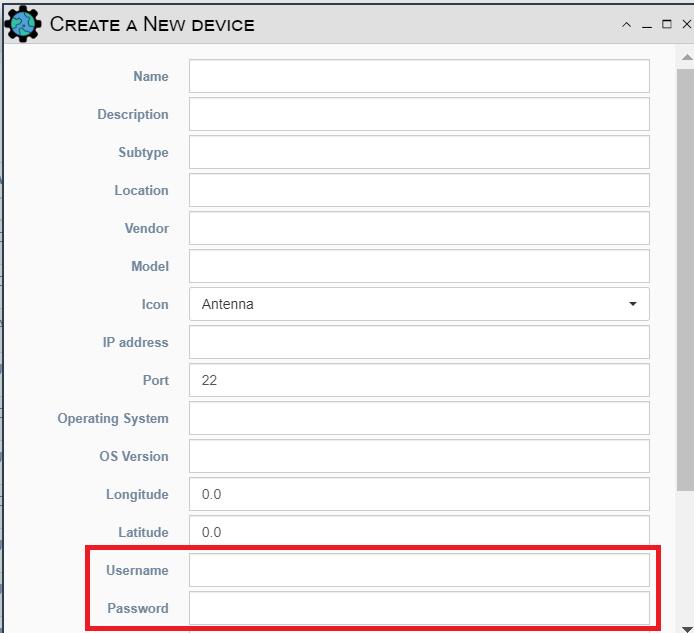 Create a New device
Name
Description
Subtype
Location
Vendor
Model
Icon Antenna
IP address
Port 22
Operating System
OS Version
Longitude 0.0
Latitude 0.0
Username
Password